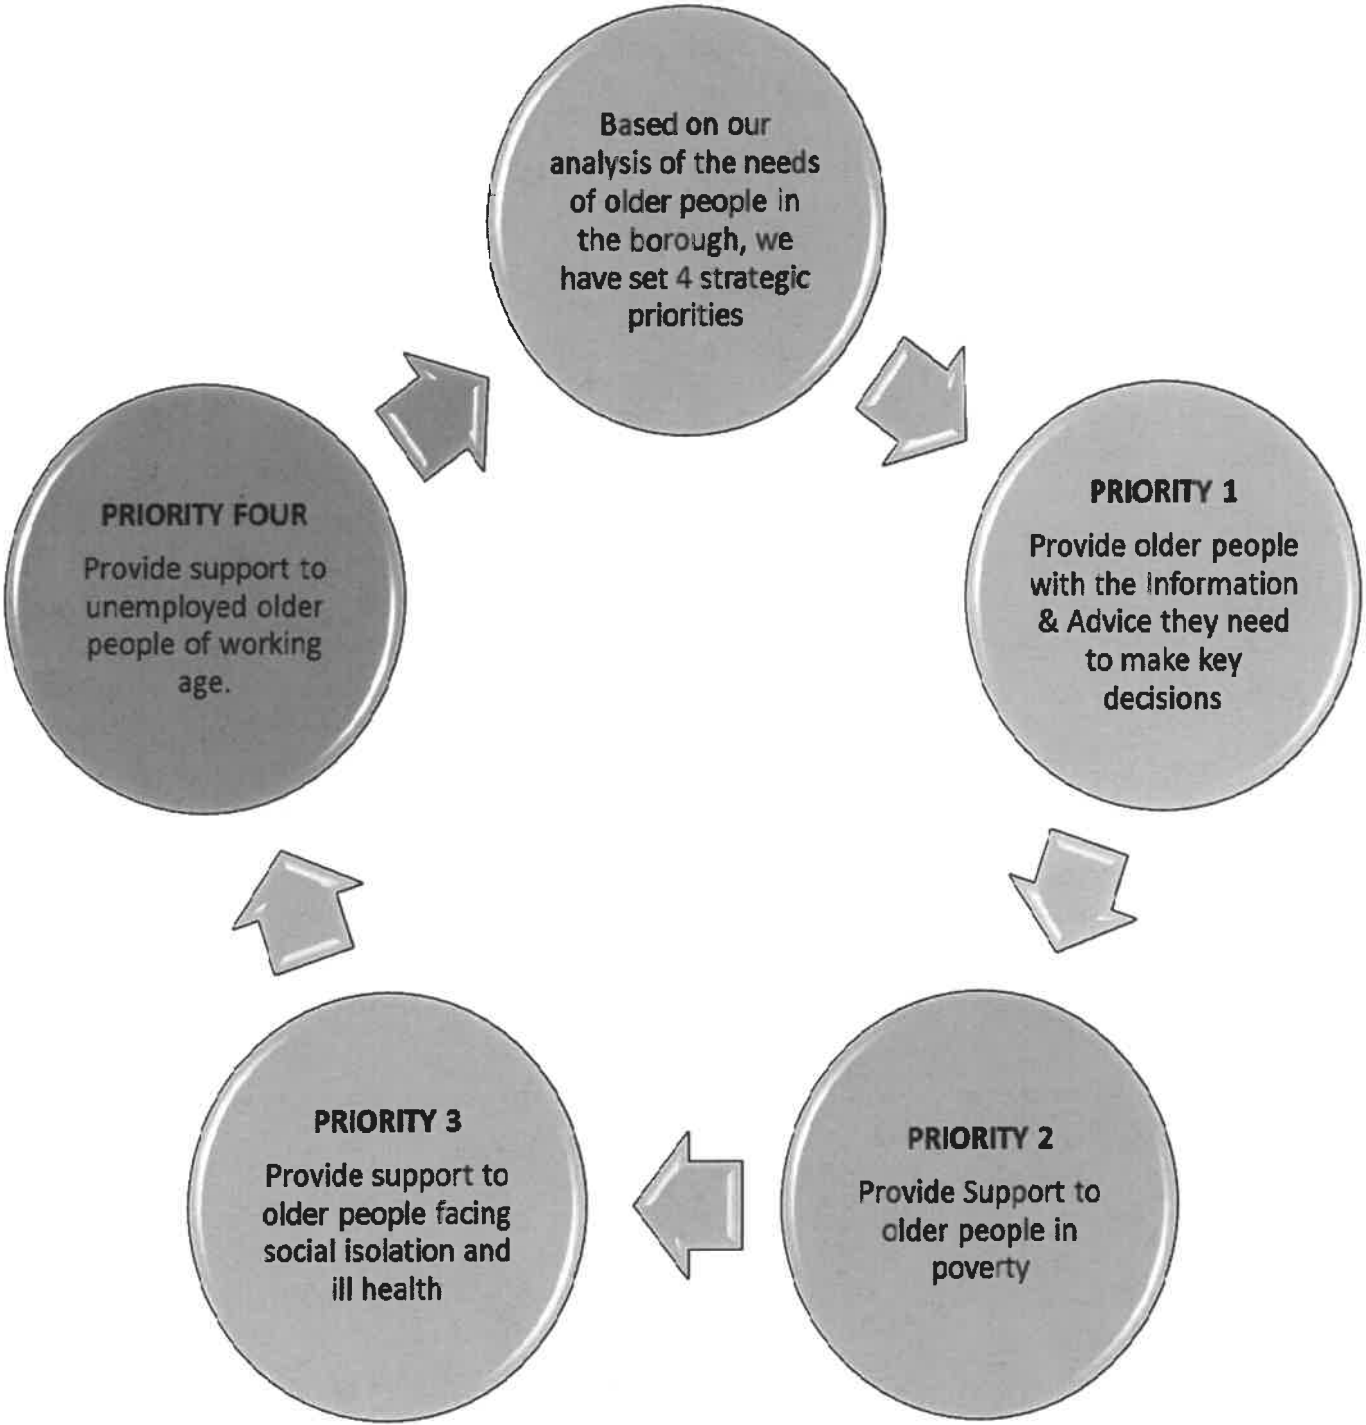 Based on our
analysis of the needs
of older people in
the borough, we
have set 4 strategic
priorities
PRIORITY 1
Provide older people
with the Information
& Advice they need
to make key
decisions
PRIORITY 2
Provide Support to
older people in
poverty
PRIORITY 3
Provide support to
older people facing
social isolation and
ill health
PRIORITY FOUR
Provide support to
unemployed older
people of working
age.